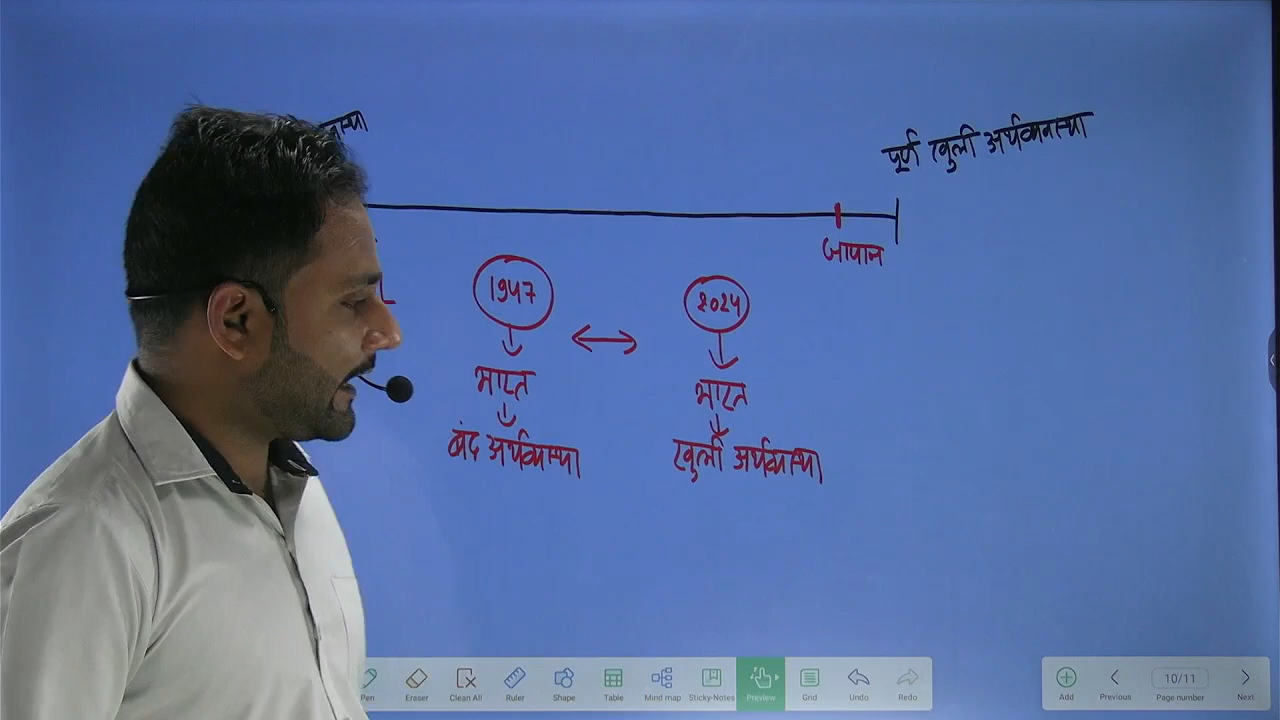 पूर्ण खुली अर्थव्यवस्था
जापान
1947
2024
भारत
भारत
बंद अर्थव्यवस्था
खुली अर्थव्यवस्था
Pen
Eraser
Clean All
Ruler
Shape
Table
Mind map
Sticky-Notes
Preview
Grid
Undo
Redo
Add
Previous
10/11
Page number
Next